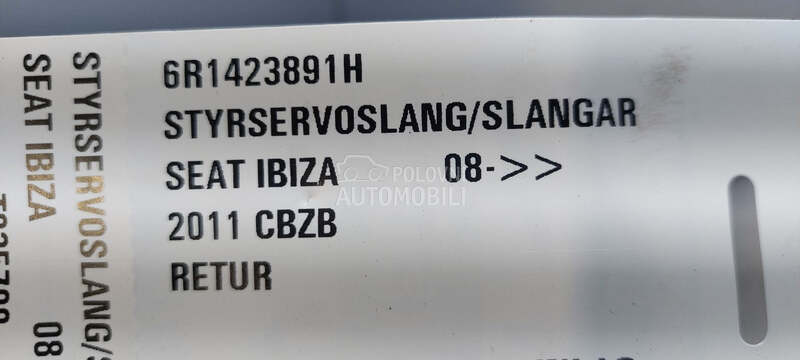 6R1423891H
STYRSERVOSLANG/SLANGAR
SEAT IBIZA 08->>
2011 CBZB
RETUR
POLOVNI
AUTOMOBILI
STYRSERVOSLANG/S
SEAT IBIZA 08